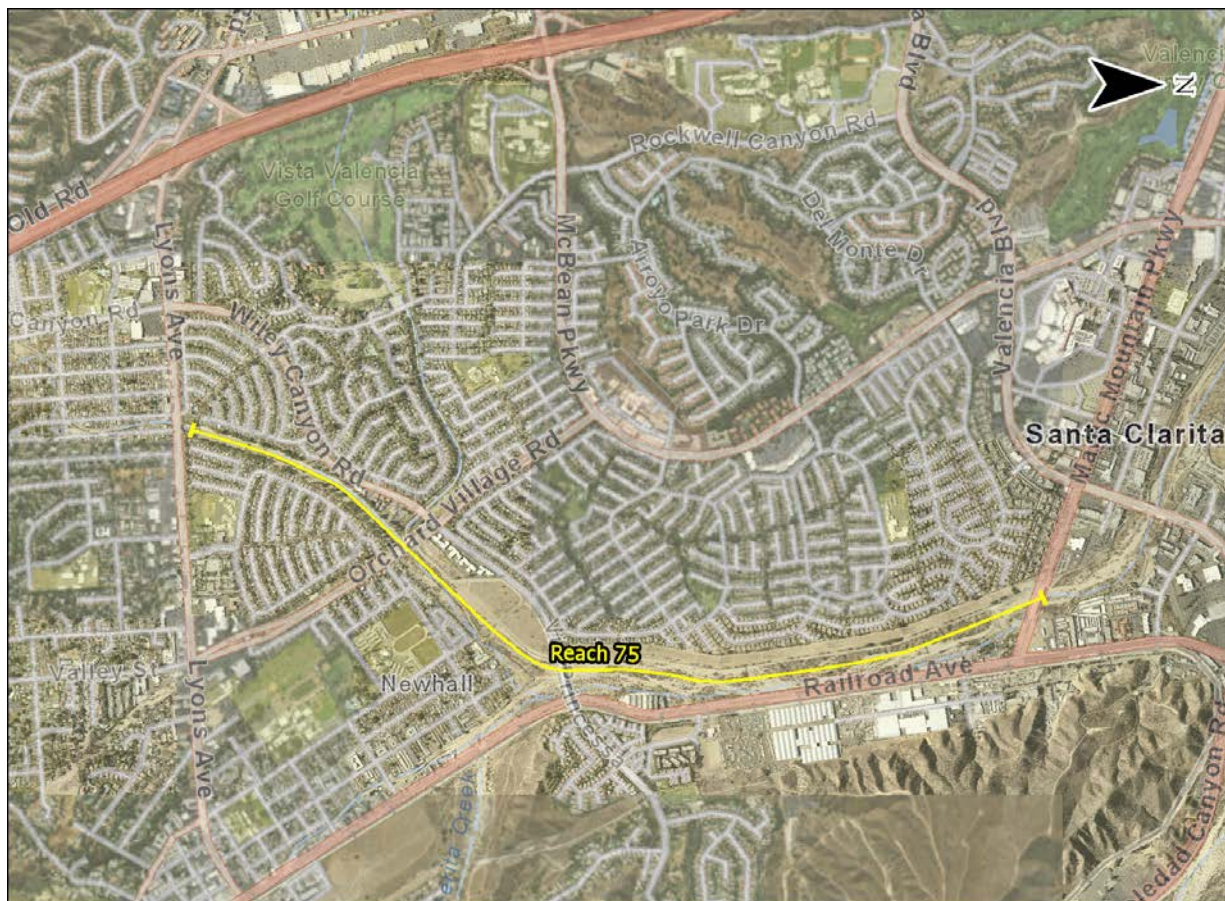 Blvd
Valencia
N
Rockwell Canyon Rd
Vista Valencia
Golf Course
Old Rd
Lyons Ave
McBean Pkwy
Del Monte Dr
Valencia Blvd
Magic Mountain Pkwy
Arroyo Park Dr
Canyon Rd
Wiley Canyon Rd
Santa Clarita
Orchard Village Rd
Reach 75
Valley St
Newhall
Railroad Ave
Lyons Ave
Creek
Canyon Rd